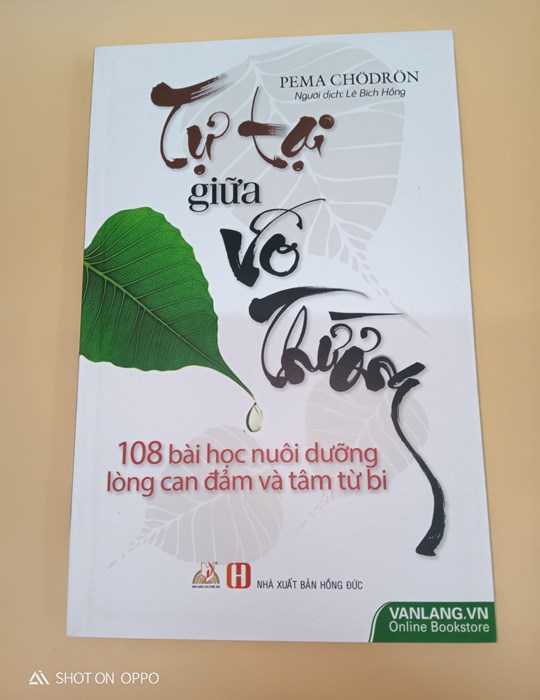 PEMA CHÖDRÖN
Người dịch: Lê Bích Hồng
Tự tại
giữa
Vô
Thường
108 bài học nuôi dưỡng
lòng can đảm và tâm từ bi
H NHÀ XUẤT BẢN HỒNG ĐỨC
VANLANG.VN
Online Bookstore
SHOT ON OPPO